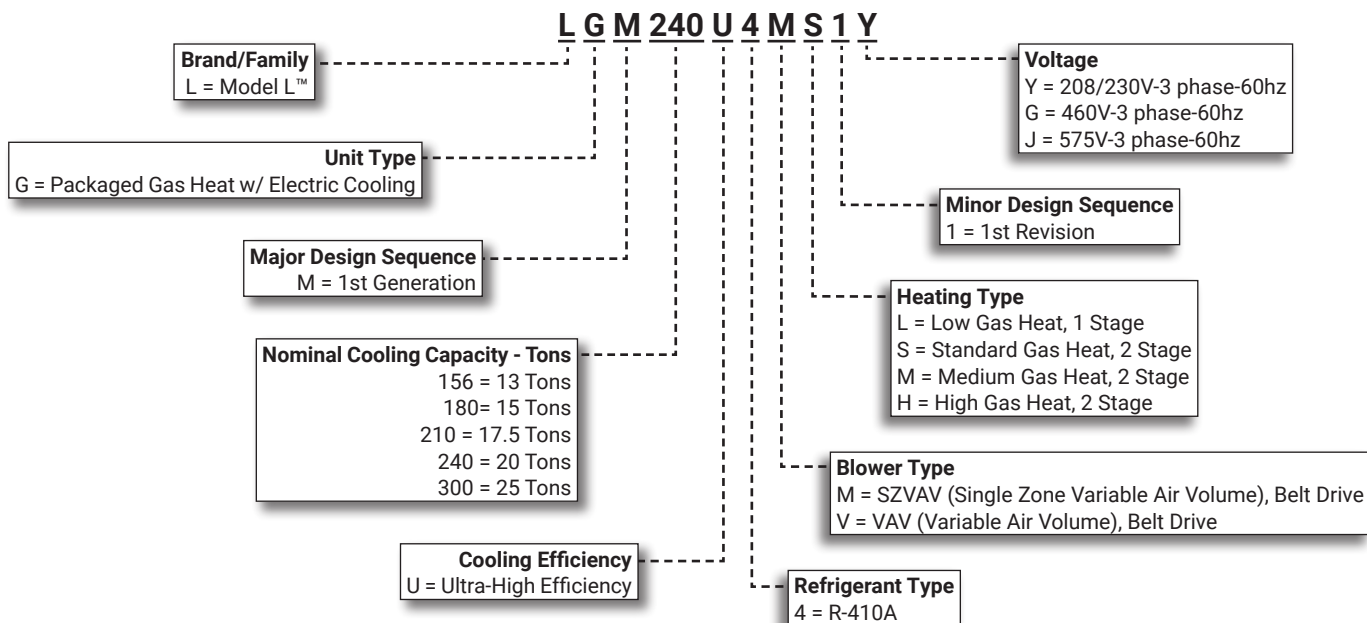 LGM240U4MS1Y
Brand/Family
L = Model L™
Unit Type
G = Packaged Gas Heat w/ Electric Cooling
Major Design Sequence
M = 1st Generation
Nominal Cooling Capacity - Tons
156 = 13 Tons
180= 15 Tons
210 = 17.5 Tons
240 = 20 Tons
300 = 25 Tons
Cooling Efficiency
U = Ultra-High Efficiency
Voltage
Y = 208/230V-3 phase-60hz
G = 460V-3 phase-60hz
J = 575V-3 phase-60hz
Minor Design Sequence
1 = 1st Revision
Heating Type
L = Low Gas Heat, 1 Stage
S = Standard Gas Heat, 2 Stage
M = Medium Gas Heat, 2 Stage
H = High Gas Heat, 2 Stage
Blower Type
M = SZVAV (Single Zone Variable Air Volume), Belt Drive
V = VAV (Variable Air Volume), Belt Drive
Refrigerant Type
4 = R-410A